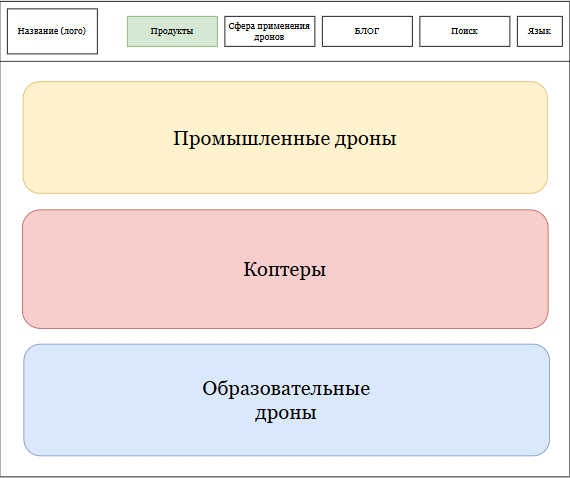 Название (лого)
Продукты
Сфера применения
дронов
БЛОГ
Поиск
Язык
Промышленные дроны
Коптеры
Образовательные
дроны